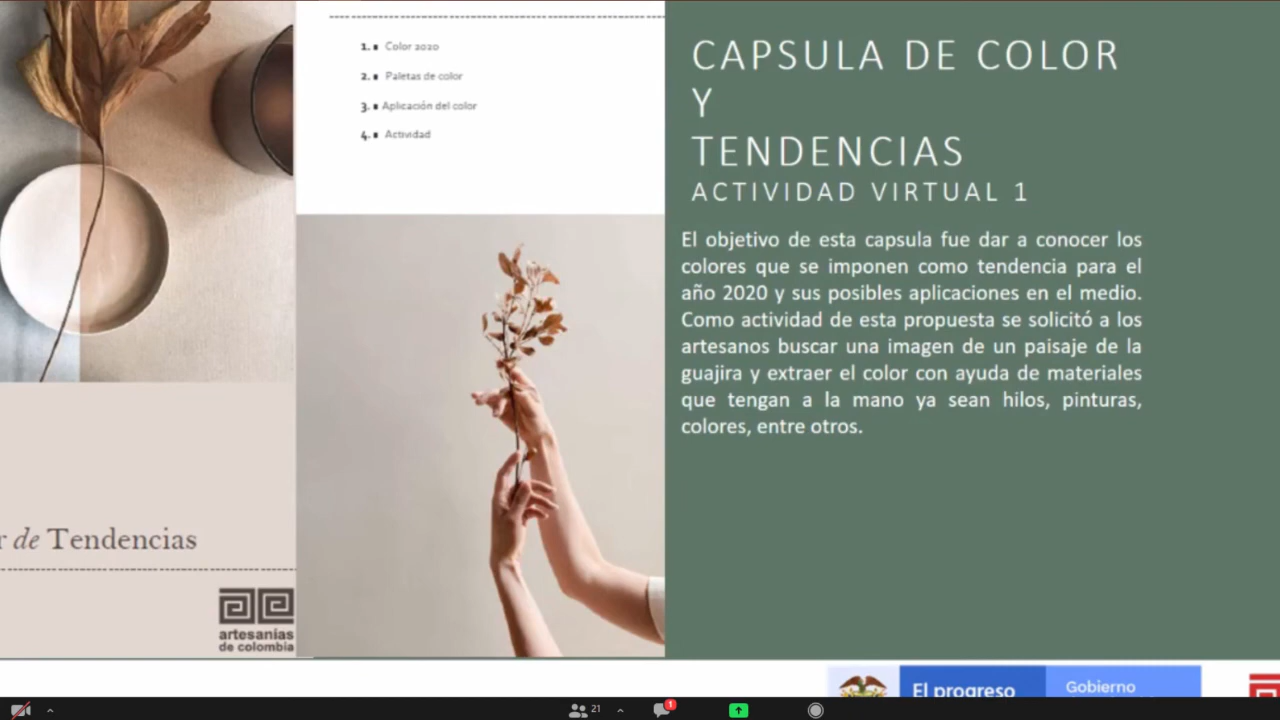 1. Color 2020
2. Paletas de color
3. Aplicación del color
4. Actividad
CAPSULA DE COLOR
Y
TENDENCIAS
ACTIVIDAD VIRTUAL 1
El objetivo de esta capsula fue dar a conocer los
colores que se imponen como tendencia para el
año 2020 y sus posibles aplicaciones en el medio.
Como actividad de esta propuesta se solicitó a los
artesanos buscar una imagen de un paisaje de la
guajira y extraer el color con ayuda de materiales
que tengan a la mano ya sean hilos, pinturas,
colores, entre otros.
r de Tendencias
artesanías
de colombia
El progreso
Gobierno
21
1